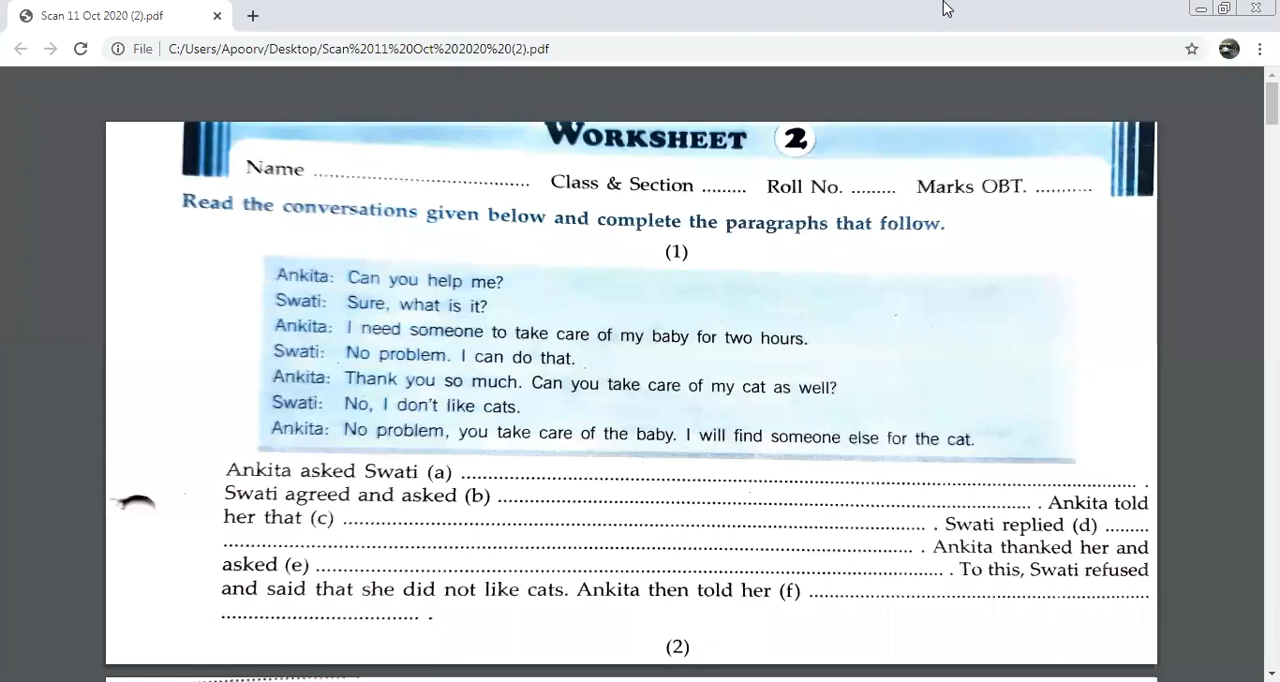 Scan 11 Oct 2020 (2).pdf
File C:/Users/Apoorv/Desktop/Scan%2011%20Oct%202020%20(2).pdf
WORKSHEET 2
Name .......................................... Class & Section ......... Roll No. ......... Marks OBT. ...........
Read the conversations given below and complete the paragraphs that follow.
(1)
Ankita: Can you help me?
Swati: Sure, what is it?
Ankita: I need someone to take care of my baby for two hours.
Swati: No problem. I can do that.
Ankita: Thank you so much. Can you take care of my cat as well?
Swati: No, I don't like cats.
Ankita: No problem, you take care of the baby. I will find someone else for the cat.
Ankita asked Swati (a) .......................................... .
Swati agreed and asked (b) .......................................... . Ankita told
her that (c) .......................................... . Swati replied (d) .........
.......................................... . Ankita thanked her and
asked (e) .......................................... . To this, Swati refused
and said that she did not like cats. Ankita then told her (f) ..........................................
.................................. .
(2)